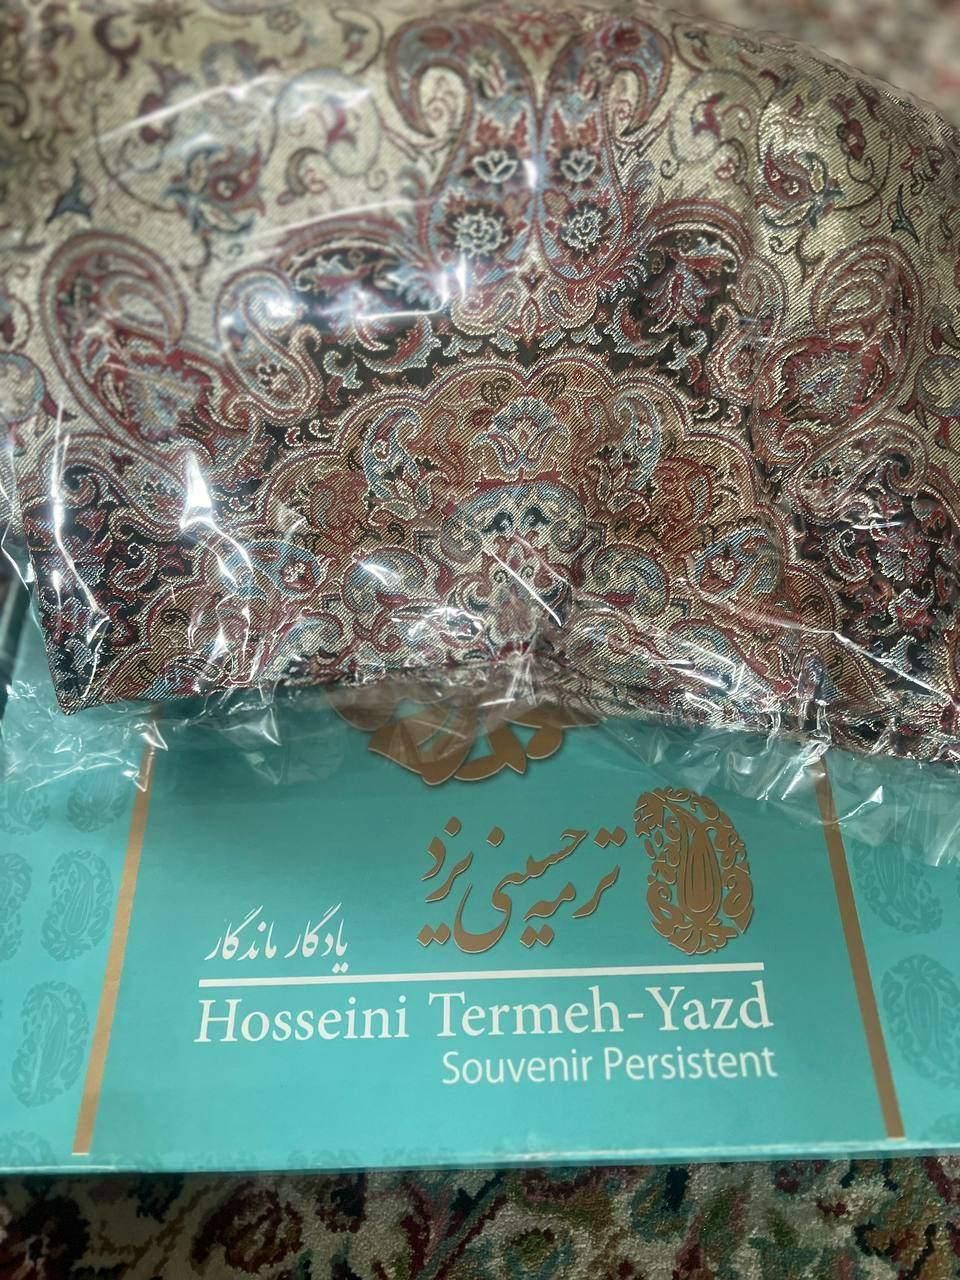 ترمه حسینی یزد
یادگار ماندگار
Hosseini Termeh-Yazd
Souvenir Persistent